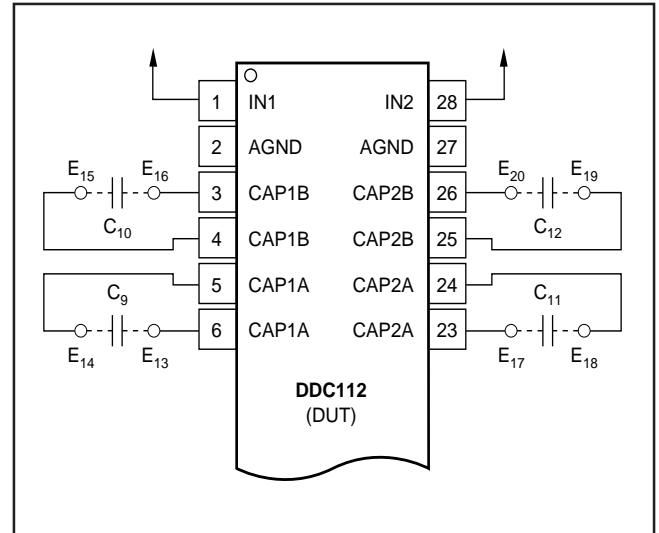 1 IN1 IN2 28
2 AGND AGND 27
E15 E16 3 CAP1B CAP2B 26 E20 E19
C10 4 CAP1B CAP2B 25 C12
C9 5 CAP1A CAP2A 24 C11
E14 E13 6 CAP1A CAP2A 23 E17 E18
DDC112
(DUT)